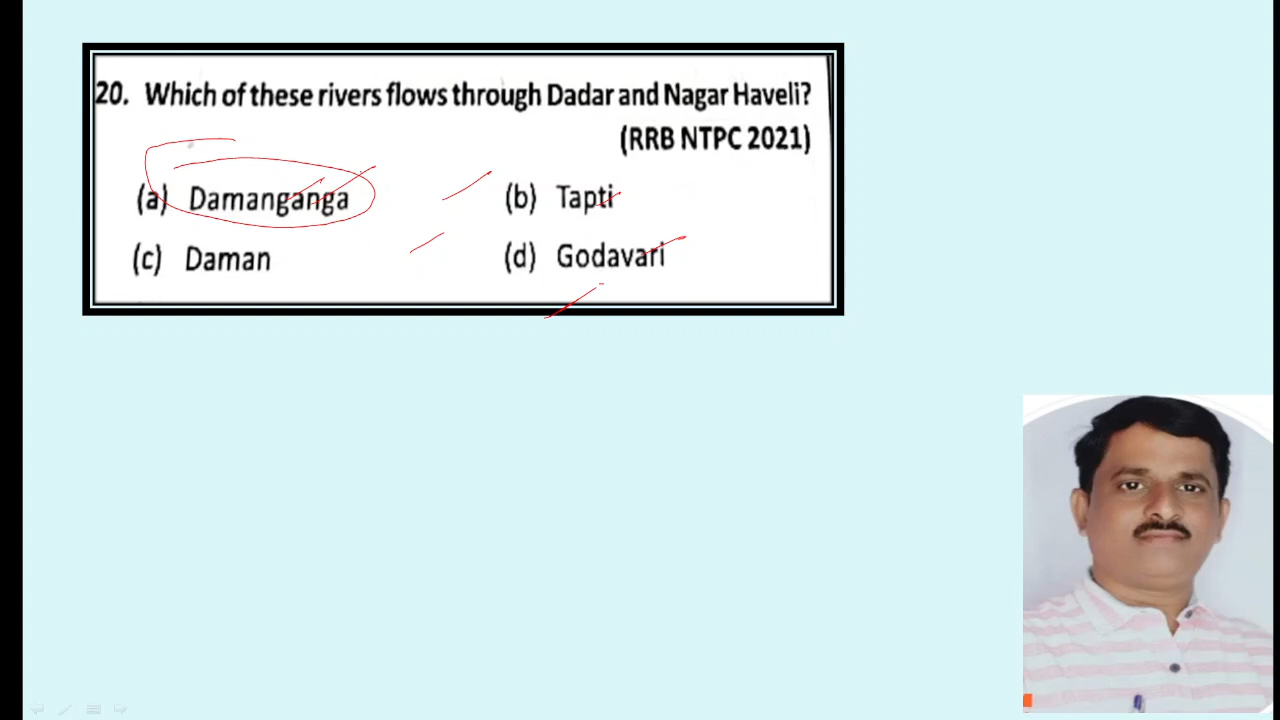 20. Which of these rivers flows through Dadar and Nagar Haveli?
(RRB NTPC 2021)
(a) Damanganga (b) Tapti
(c) Daman (d) Godavari